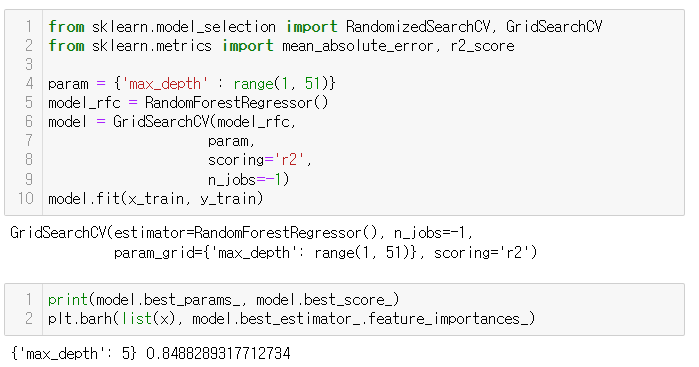 1 from sklearn.model_selection import RandomizedSearchCV, GridSearchCV
2 from sklearn.metrics import mean_absolute_error, r2_score
3
4 param = {'max_depth' : range(1, 51)}
5 model_rfc = RandomForestRegressor()
6 model = GridSearchCV(model_rfc,
7 param,
8 scoring='r2',
9 n_jobs=-1)
10 model.fit(x_train, y_train)
GridSearchCV(estimator=RandomForestRegressor(), n_jobs=-1,
param_grid={'max_depth': range(1, 51)}, scoring='r2')
1 print(model.best_params_, model.best_score_)
2 plt.barh(list(x), model.best_estimator_.feature_importances_)
{'max_depth': 5} 0.8488289317712734